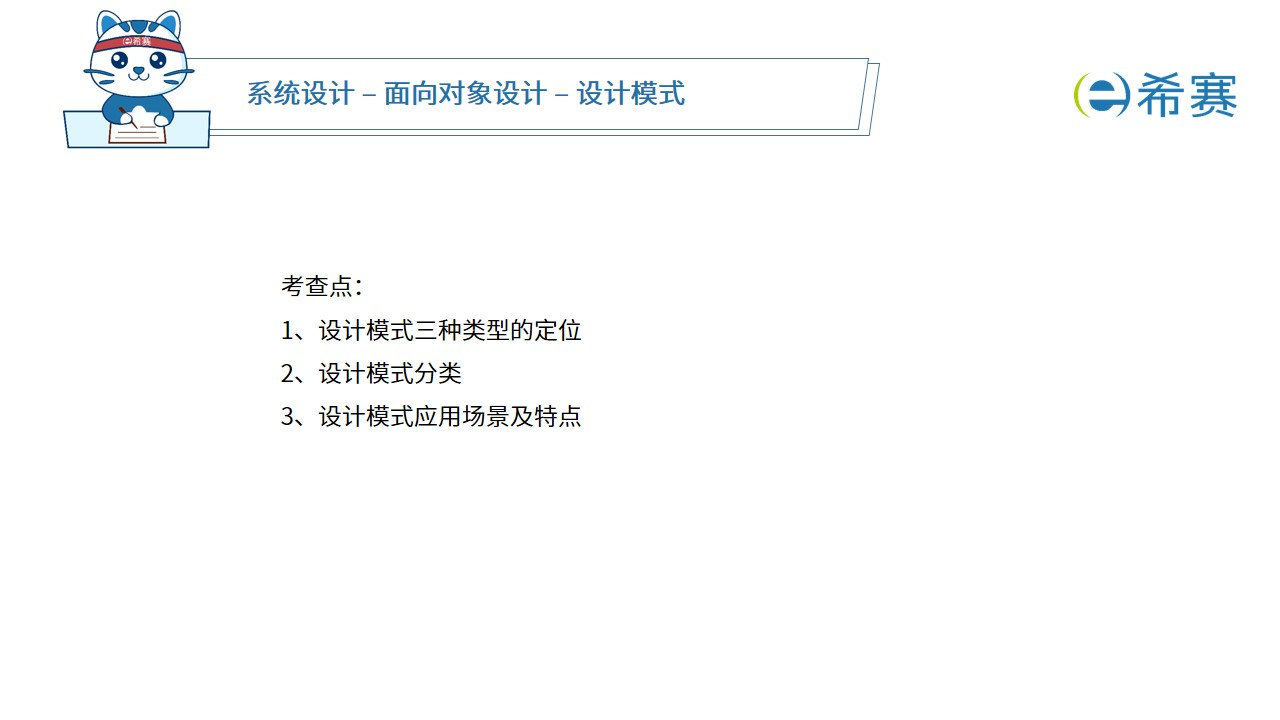 希赛
系统设计 – 面向对象设计 – 设计模式
希赛
考查点：
1、设计模式三种类型的定位
2、设计模式分类
3、设计模式应用场景及特点